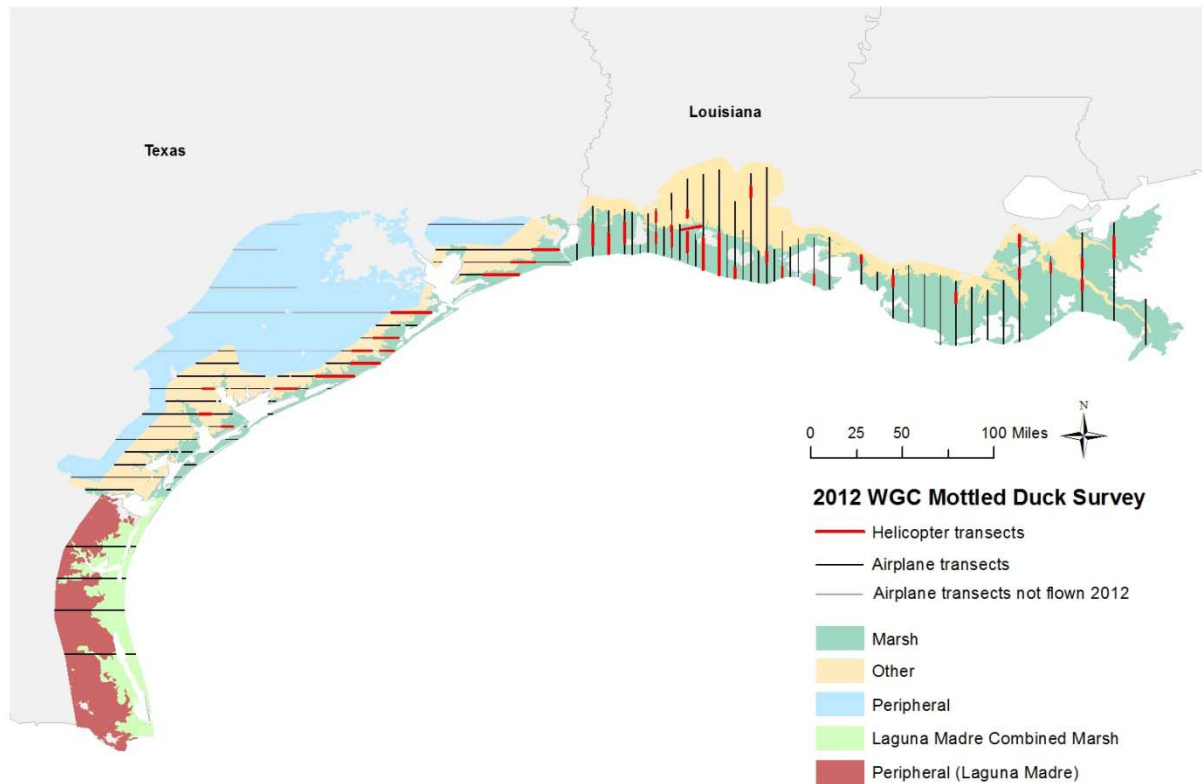 Louisiana
Texas
N
0 25 50 100 Miles
2012 WGC Mottled Duck Survey
Helicopter transects
Airplane transects
Airplane transects not flown 2012
Marsh
Other
Peripheral
Laguna Madre Combined Marsh
Peripheral (Laguna Madre)